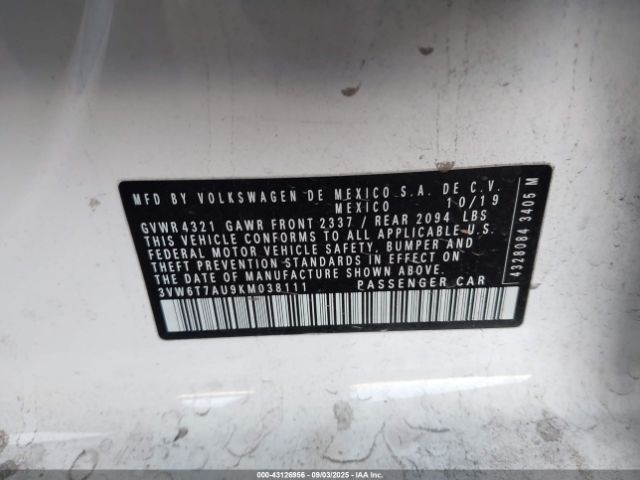 MFD BY VOLKSWAGEN DE MEXICO S.A. DE C.V.
MEXICO 10/19
GVWR 4321 GAWR FRONT 2337 / REAR 2094 LBS
THIS VEHICLE CONFORMS TO ALL APPLICABLE U.S.
FEDERAL MOTOR VEHICLE SAFETY, BUMPER AND
THEFT PREVENTION STANDARDS IN EFFECT ON
THE DATE OF MANUFACTURE SHOWN ABOVE.
3VW6T7AU9KM038111 PASSENGER CAR
4328084 3405 M
000-43126956 - 09/03/2025 - IAA Inc.